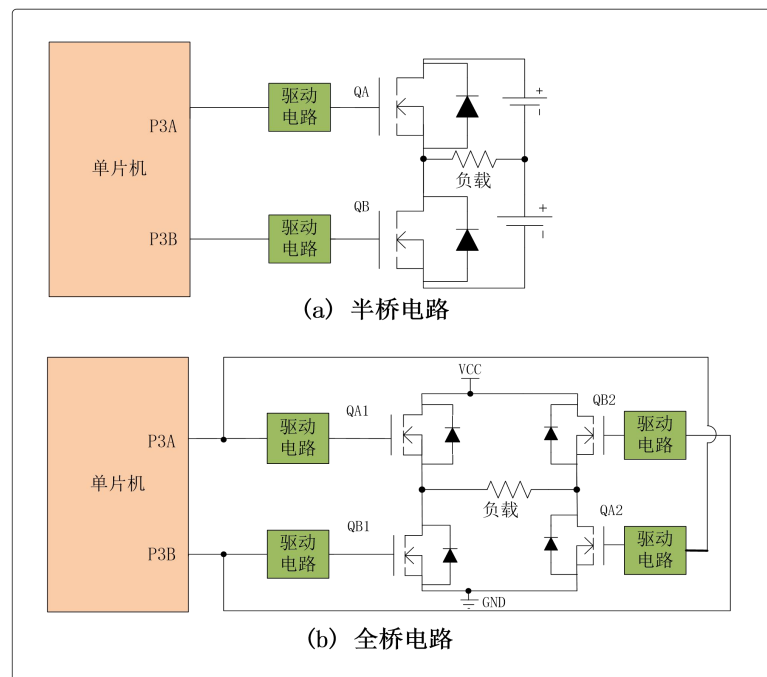 单片机
P3A
P3B
驱动
电路
QA
驱动
电路
QB
+
-
负载
+
-
(a) 半桥电路
单片机
P3A
P3B
VCC
驱动
电路
QA1
QB2
驱动
电路
负载
驱动
电路
QB1
QA2
驱动
电路
GND
(b) 全桥电路